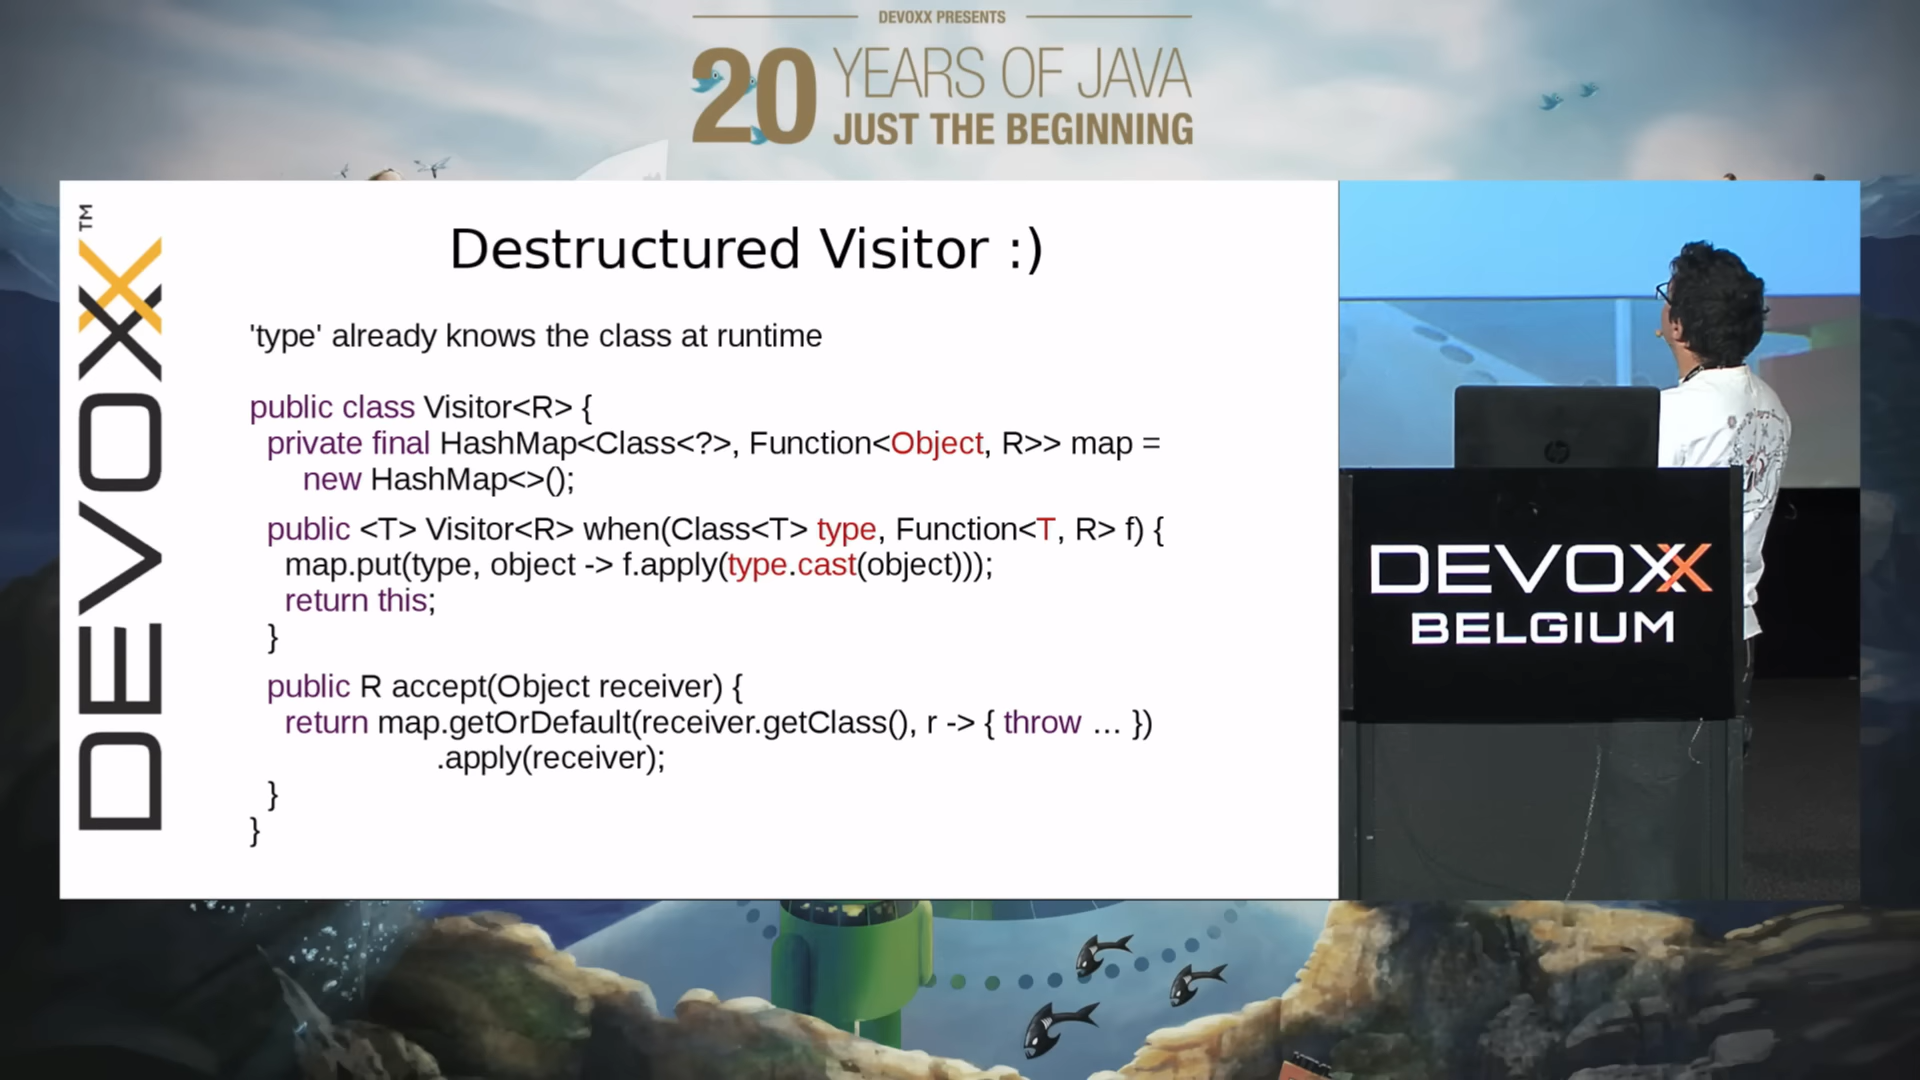 DEVOXX PRESENTS
20 YEARS OF JAVA
JUST THE BEGINNING
DEVOXX™
Destructured Visitor :)
'type' already knows the class at runtime
public class Visitor<R> {
private final HashMap<Class<?>, Function<Object, R>> map =
new HashMap<>();
public <T> Visitor<R> when(Class<T> type, Function<T, R> f) {
map.put(type, object -> f.apply(type.cast(object)));
return this;
}
public R accept(Object receiver) {
return map.getOrDefault(receiver.getClass(), r -> { throw … })
.apply(receiver);
}
}
hp
DEVOXX
BELGIUM